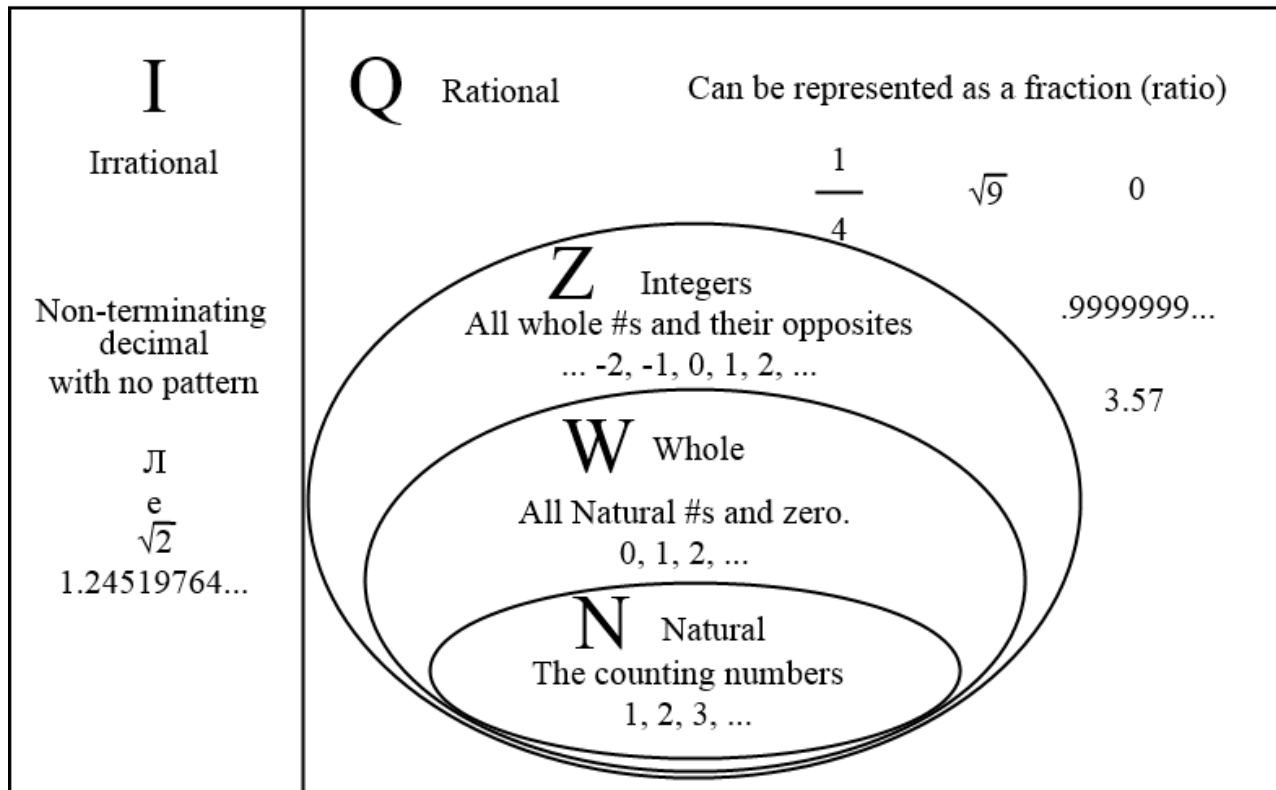 I
Irrational
Non-terminating
decimal
with no pattern
Л
e
√2
1.24519764...
Q Rational Can be represented as a fraction (ratio)
1
4
√9 0
.9999999...
3.57
Z Integers
All whole #s and their opposites
... -2, -1, 0, 1, 2, ...
W Whole
All Natural #s and zero.
0, 1, 2, ...
N Natural
The counting numbers
1, 2, 3, ...